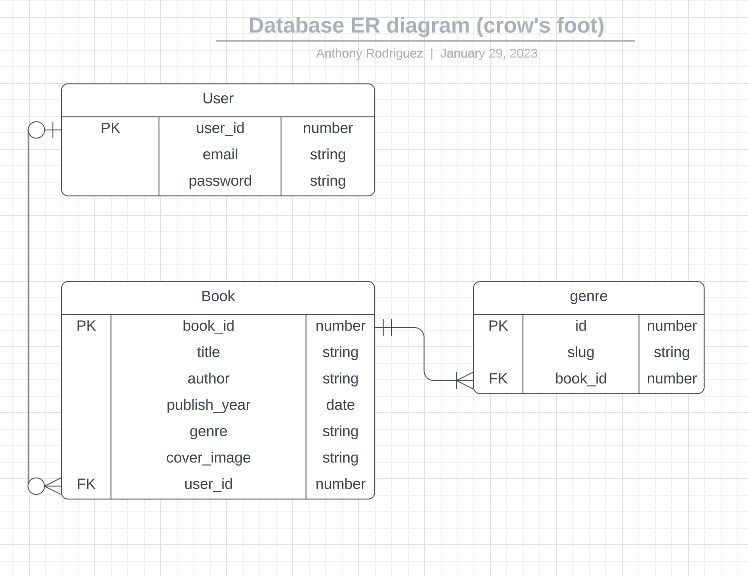 Database ER diagram (crow's foot)
Anthony Rodriguez | January 29, 2023
User
PK user_id number
email string
password string
Book
PK book_id number
title string
author string
publish_year date
genre string
cover_image string
FK user_id number
genre
PK id number
slug string
FK book_id number